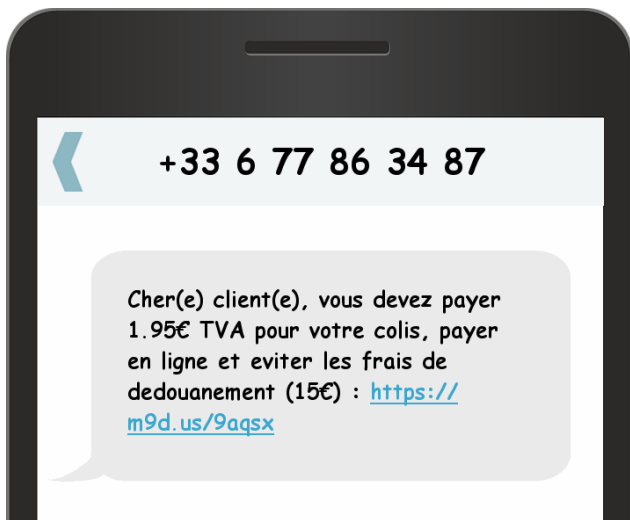 +33 6 77 86 34 87
Cher(e) client(e), vous devez payer
1.95€ TVA pour votre colis, payer
en ligne et eviter les frais de
dedouanement (15€) : https://
m9d.us/9aqsx